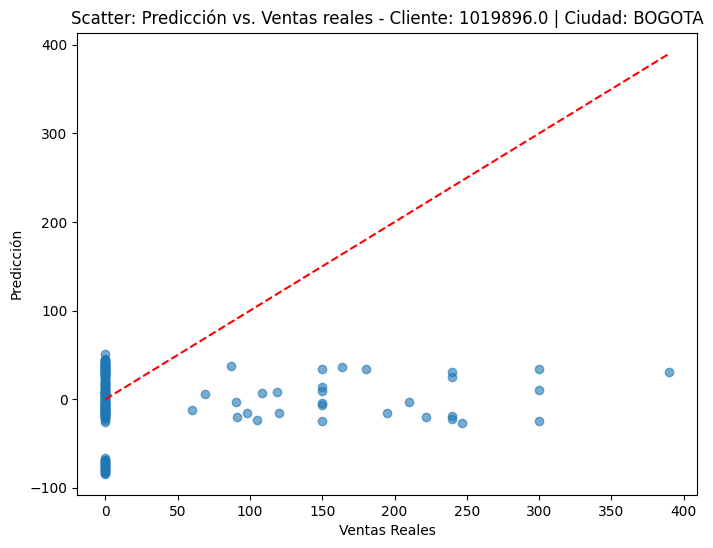 Scatter: Predicción vs. Ventas reales - Cliente: 1019896.0 | Ciudad: BOGOTA
400
300
200
100
0
−100
Predicción
0 50 100 150 200 250 300 350 400
Ventas Reales